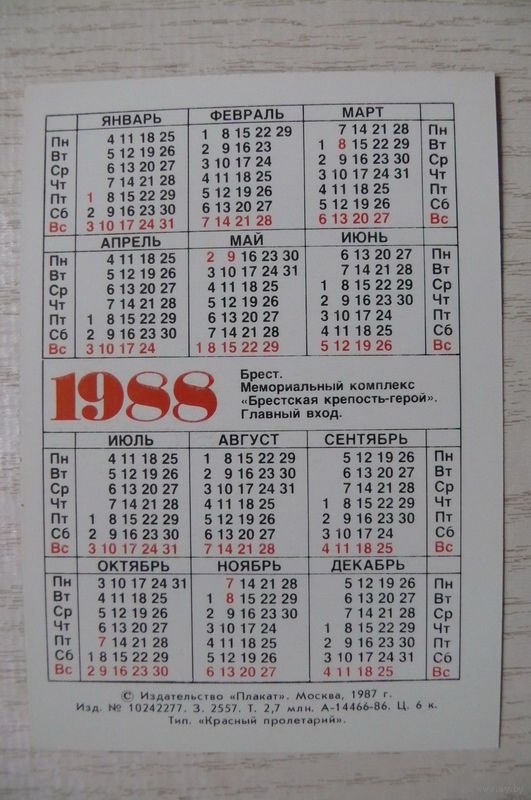 ЯНВАРЬ ФЕВРАЛЬ МАРТ
Пн 4 11 18 25 1 8 15 22 29 7 14 21 28 Пн
Вт 5 12 19 26 2 9 16 23 1 8 15 22 29 Вт
Ср 6 13 20 27 3 10 17 24 2 9 16 23 30 Ср
Чт 7 14 21 28 4 11 18 25 3 10 17 24 31 Чт
Пт 1 8 15 22 29 5 12 19 26 4 11 18 25 Пт
Сб 2 9 16 23 30 6 13 20 27 5 12 19 26 Сб
Вс 3 10 17 24 31 7 14 21 28 6 13 20 27 Вс
АПРЕЛЬ МАЙ ИЮНЬ
Пн 4 11 18 25 2 9 16 23 30 6 13 20 27 Пн
Вт 5 12 19 26 3 10 17 24 31 7 14 21 28 Вт
Ср 6 13 20 27 4 11 18 25 1 8 15 22 29 Ср
Чт 7 14 21 28 5 12 19 26 2 9 16 23 30 Чт
Пт 1 8 15 22 29 6 13 20 27 3 10 17 24 Пт
Сб 2 9 16 23 30 7 14 21 28 4 11 18 25 Сб
Вс 3 10 17 24 1 8 15 22 29 5 12 19 26 Вс
1988
Брест.
Мемориальный комплекс
«Брестская крепость-герой».
Главный вход.
ИЮЛЬ АВГУСТ СЕНТЯБРЬ
Пн 4 11 18 25 1 8 15 22 29 5 12 19 26 Пн
Вт 5 12 19 26 2 9 16 23 30 6 13 20 27 Вт
Ср 6 13 20 27 3 10 17 24 31 7 14 21 28 Ср
Чт 7 14 21 28 4 11 18 25 1 8 15 22 29 Чт
Пт 1 8 15 22 29 5 12 19 26 2 9 16 23 30 Пт
Сб 2 9 16 23 30 6 13 20 27 3 10 17 24 Сб
Вс 3 10 17 24 31 7 14 21 28 4 11 18 25 Вс
ОКТЯБРЬ НОЯБРЬ ДЕКАБРЬ
Пн 3 10 17 24 31 7 14 21 28 5 12 19 26 Пн
Вт 4 11 18 25 1 8 15 22 29 6 13 20 27 Вт
Ср 5 12 19 26 2 9 16 23 30 7 14 21 28 Ср
Чт 6 13 20 27 3 10 17 24 1 8 15 22 29 Чт
Пт 7 14 21 28 4 11 18 25 2 9 16 23 30 Пт
Сб 1 8 15 22 29 5 12 19 26 3 10 17 24 31 Сб
Вс 2 9 16 23 30 6 13 20 27 4 11 18 25 Вс
© Издательство «Плакат». Москва, 1987 г.
Изд. № 10242277. З. 2557. Т. 2,7 млн. А-14466-86. Ц. 6 к.
Тип. «Красный пролетарий».